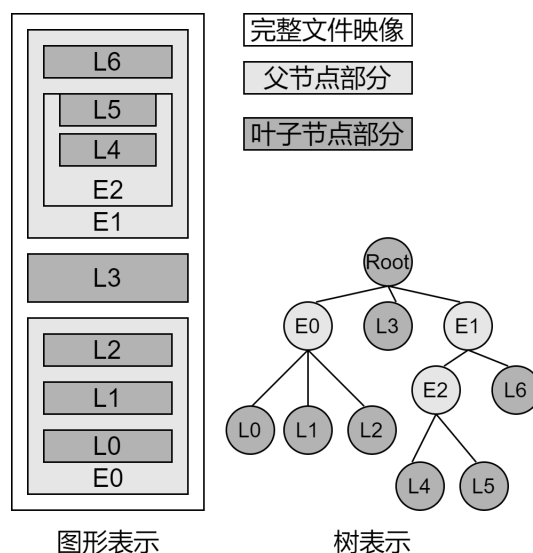 L6
L5
L4
E2
E1
L3
L2
L1
L0
E0
图形表示
完整文件映像
父节点部分
叶子节点部分
Root
E0 L3 E1
E2 L6
L0 L1 L2
L4 L5
树表示